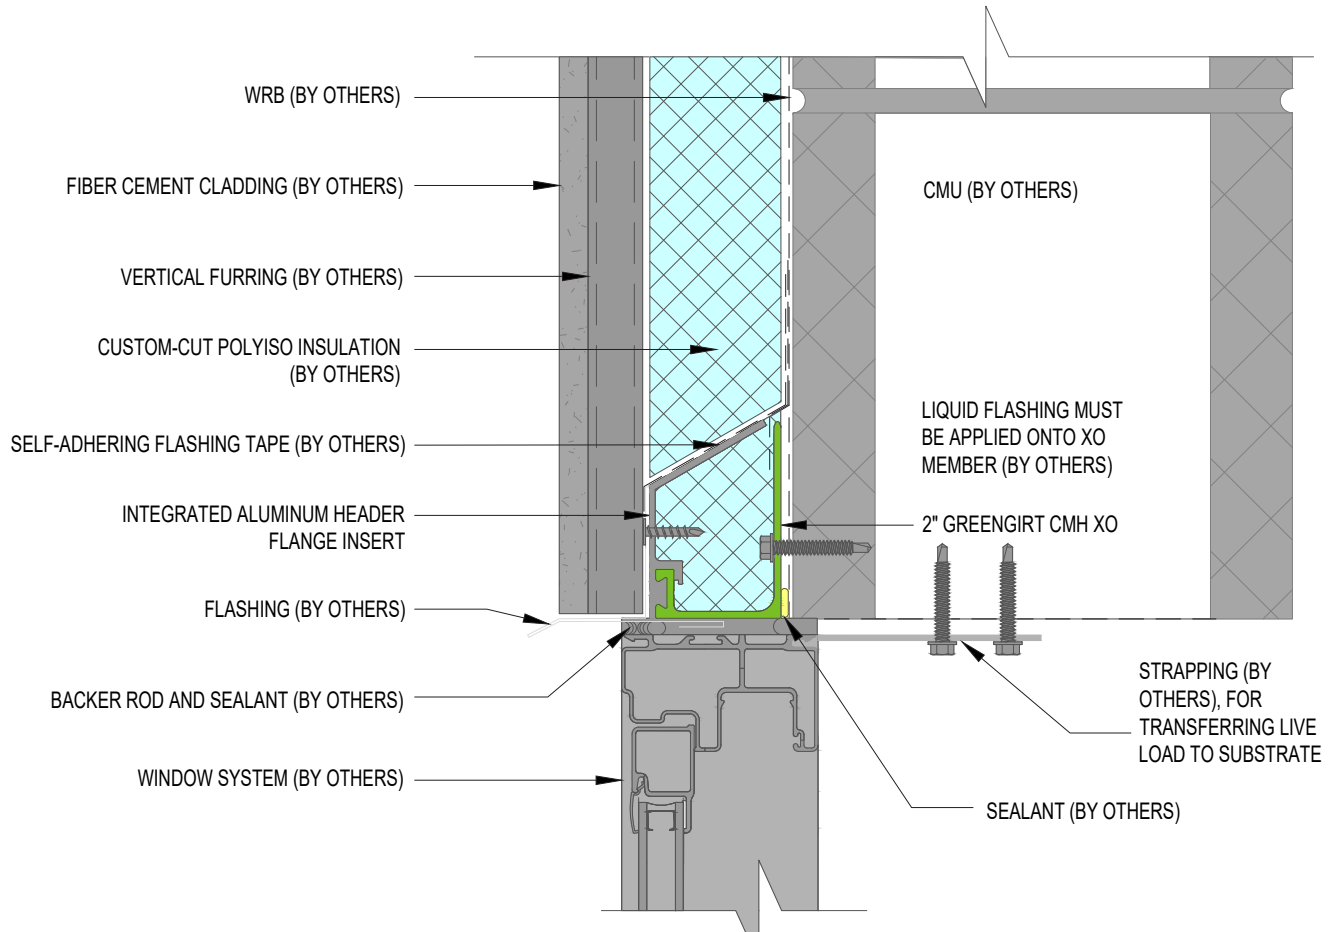 WRB (BY OTHERS)
FIBER CEMENT CLADDING (BY OTHERS)
VERTICAL FURRING (BY OTHERS)
CUSTOM-CUT POLYISO INSULATION
(BY OTHERS)
SELF-ADHERING FLASHING TAPE (BY OTHERS)
INTEGRATED ALUMINUM HEADER
FLANGE INSERT
FLASHING (BY OTHERS)
BACKER ROD AND SEALANT (BY OTHERS)
WINDOW SYSTEM (BY OTHERS)
CMU (BY OTHERS)
LIQUID FLASHING MUST
BE APPLIED ONTO XO
MEMBER (BY OTHERS)
2" GREENGIRT CMH XO
STRAPPING (BY
OTHERS), FOR
TRANSFERRING LIVE
LOAD TO SUBSTRATE
SEALANT (BY OTHERS)